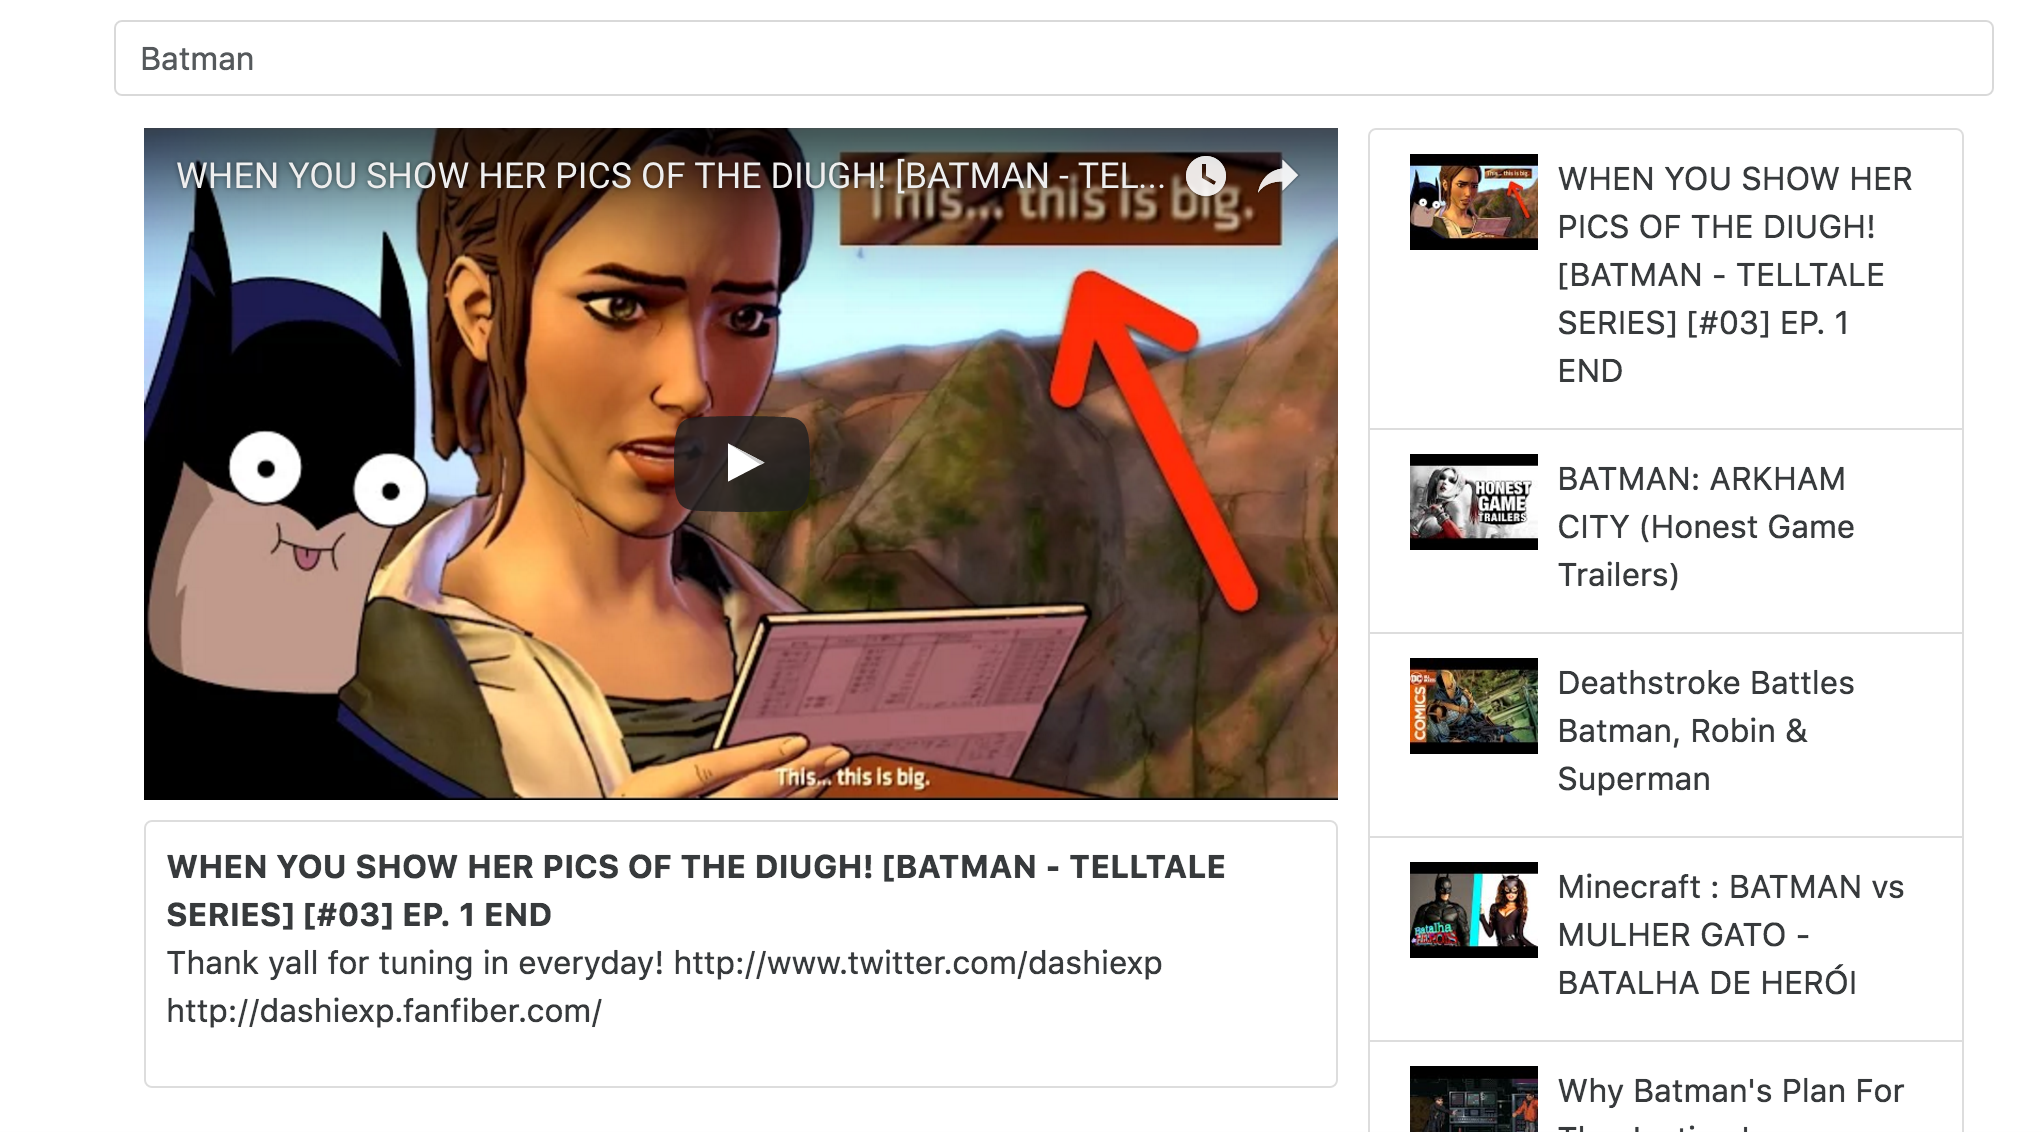 Batman
WHEN YOU SHOW HER PICS OF THE DIUGH! [BATMAN - TEL...
This... this is big.
This... this is big.
WHEN YOU SHOW HER PICS OF THE DIUGH! [BATMAN - TELLTALE
SERIES] [#03] EP. 1 END
Thank yall for tuning in everyday! http://www.twitter.com/dashiexp
http://dashiexp.fanfiber.com/
This... this is big.
WHEN YOU SHOW HER
PICS OF THE DIUGH!
[BATMAN - TELLTALE
SERIES] [#03] EP. 1
END
HONEST
GAME
TRAILERS
BATMAN: ARKHAM
CITY (Honest Game
Trailers)
COMICS
Deathstroke Battles
Batman, Robin &
Superman
Batalha
Minecraft : BATMAN vs
MULHER GATO -
BATALHA DE HERÓI
Why Batman's Plan For